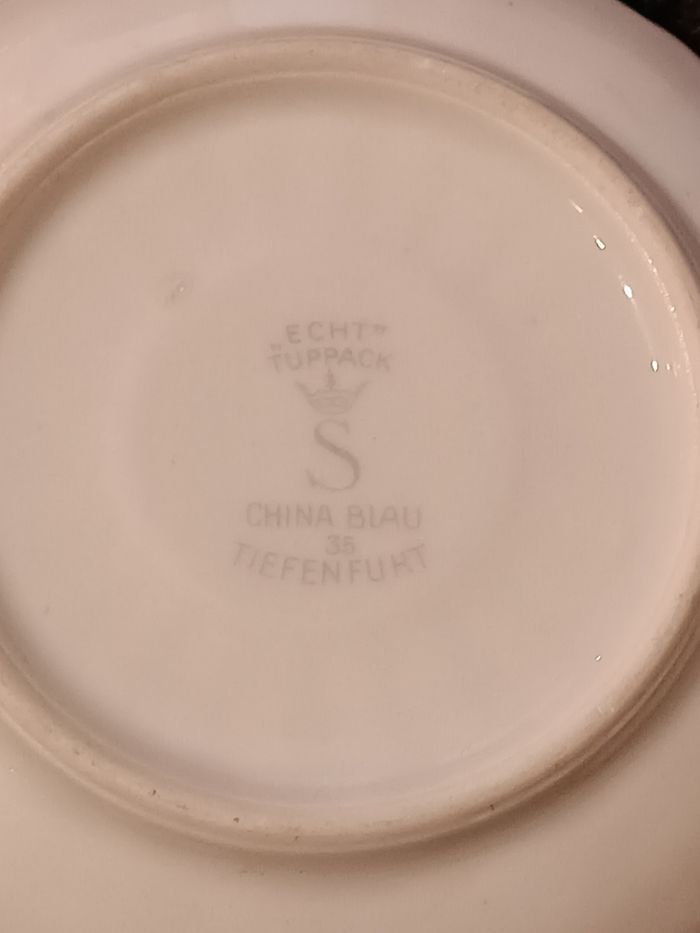 „ECHT”
TUPPACK
S
CHINA BLAU
35
TIEFENFURT